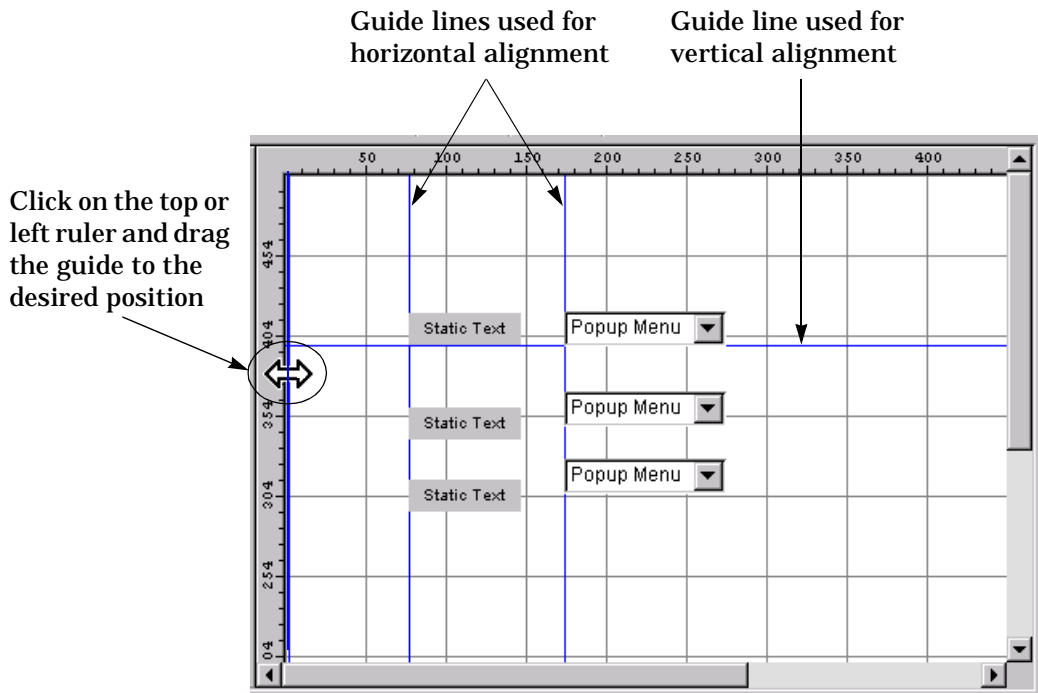 Guide lines used for
horizontal alignment
Guide line used for
vertical alignment
Click on the top or
left ruler and drag
the guide to the
desired position
50 100 150 200 250 300 350 400
454
404
354
304
254
04
Static Text
Popup Menu
Static Text
Popup Menu
Static Text
Popup Menu